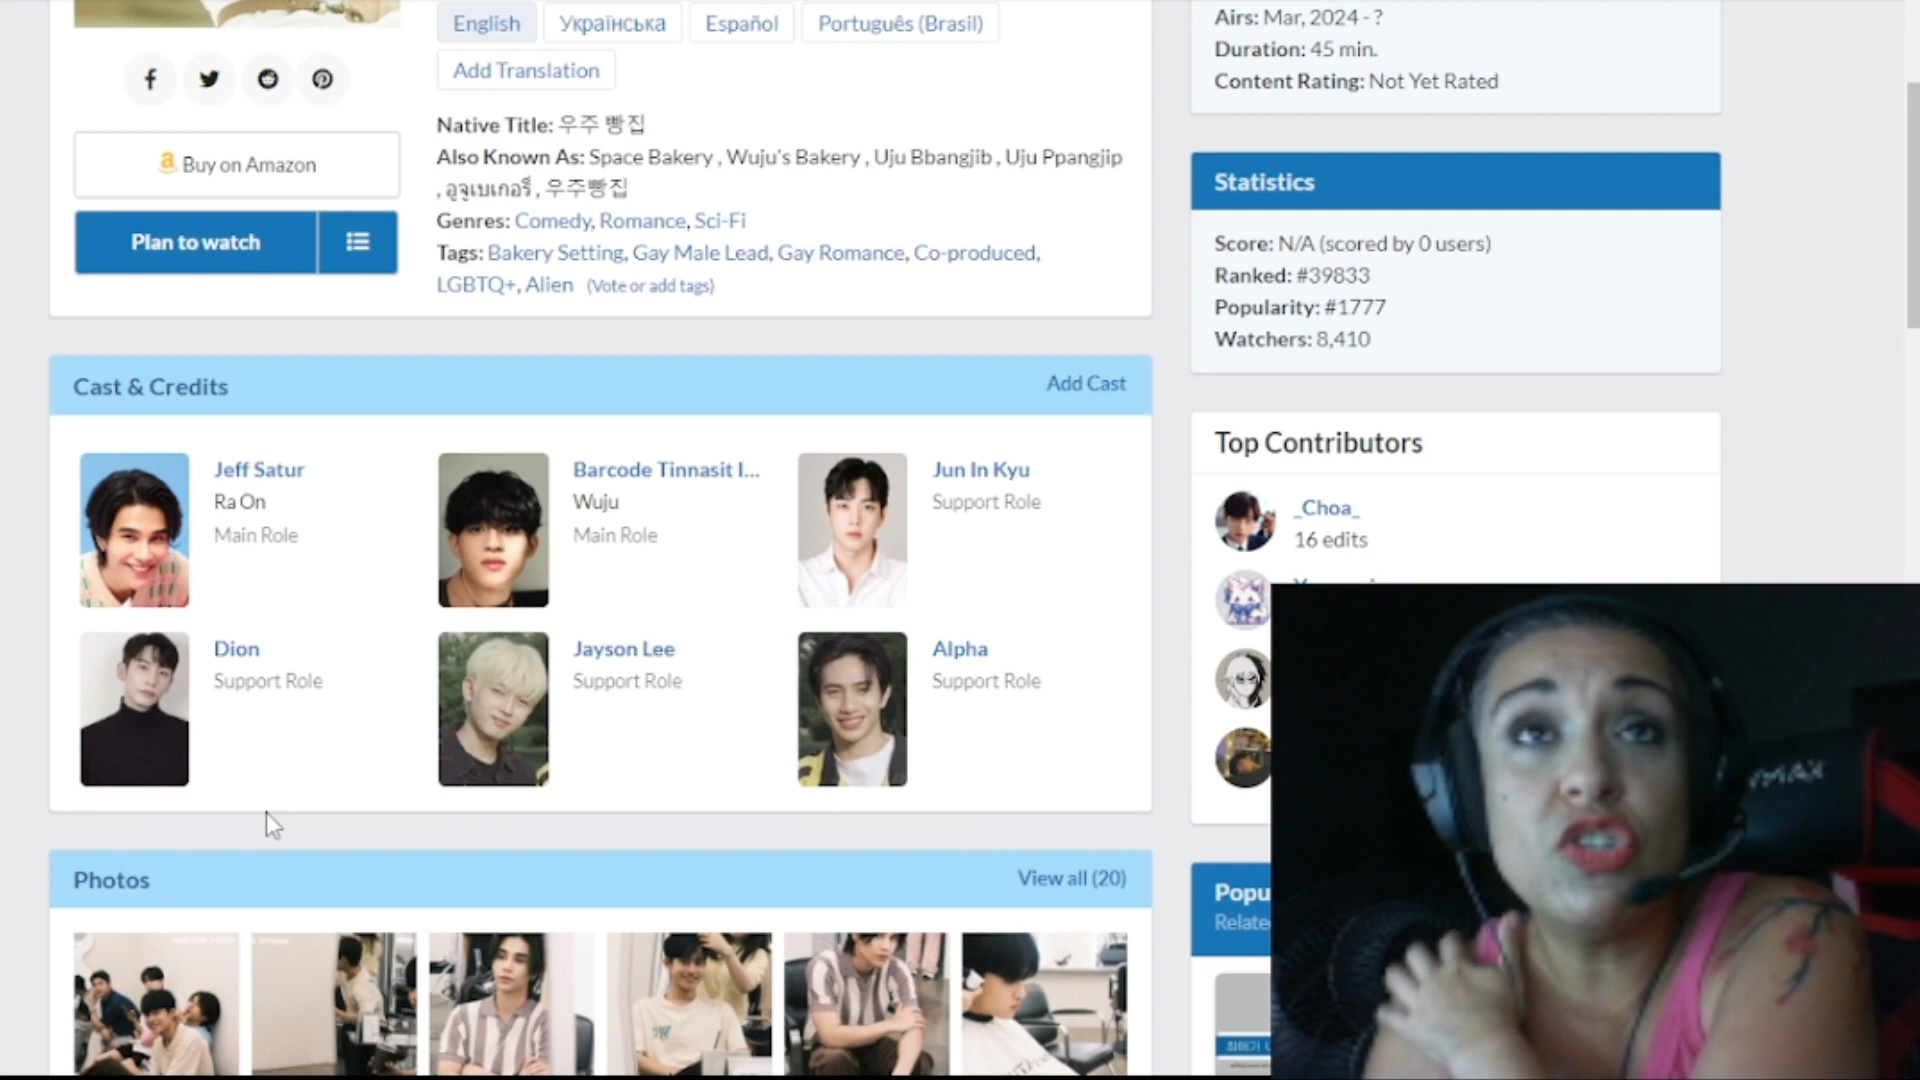 English Українська Español Português (Brasil)
Add Translation
Native Title: 우주 빵집
Also Known As: Space Bakery , Wuju's Bakery , Uju Bbangjib , Uju Ppangjip
, อูจูเบเกอรี่ , 우주빵집
Genres: Comedy, Romance, Sci-Fi
Tags: Bakery Setting, Gay Male Lead, Gay Romance, Co-produced,
LGBTQ+, Alien (Vote or add tags)
Buy on Amazon
Plan to watch
Cast & Credits
Add Cast
Jeff Satur
Ra On
Main Role
Barcode Tinnasit I...
Wuju
Main Role
Jun In Kyu
Support Role
Dion
Support Role
Jayson Lee
Support Role
Alpha
Support Role
Photos
View all (20)
Airs: Mar, 2024 - ?
Duration: 45 min.
Content Rating: Not Yet Rated
Statistics
Score: N/A (scored by 0 users)
Ranked: #39833
Popularity: #1777
Watchers: 8,410
Top Contributors
_Choa_
16 edits
Popu
Relate